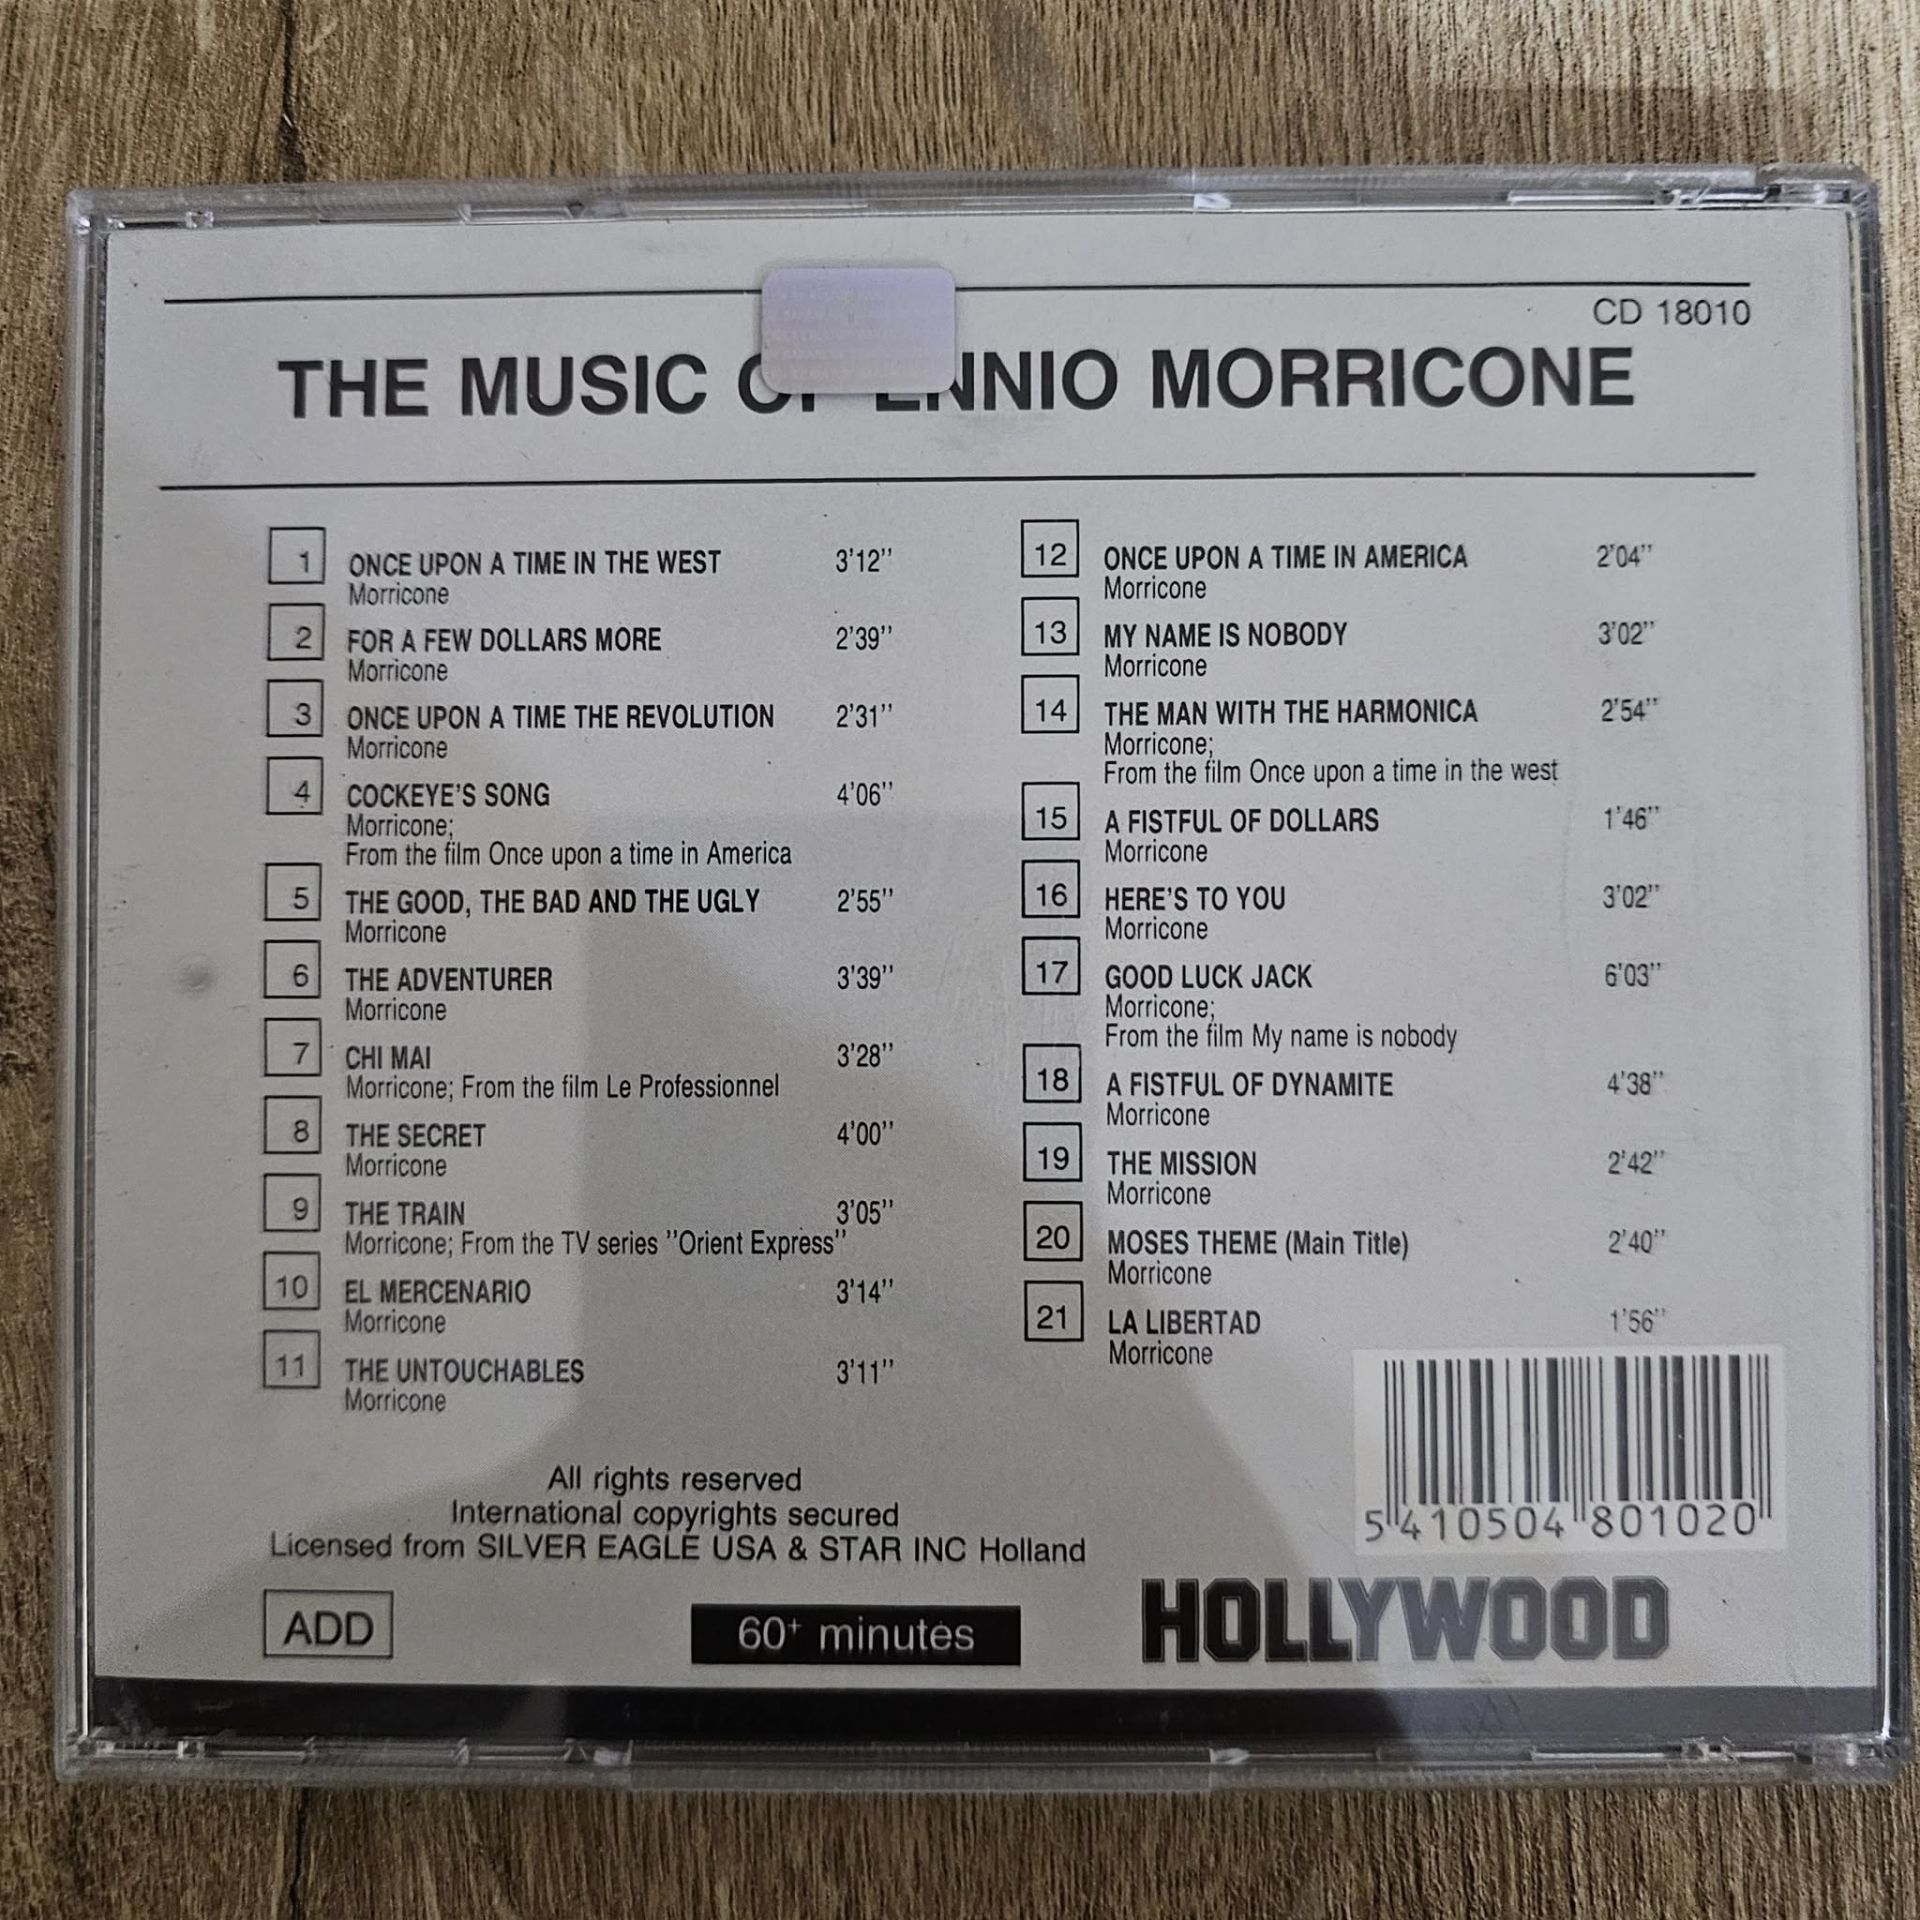 CD 18010
THE MUSIC OF ENNIO MORRICONE
1 ONCE UPON A TIME IN THE WEST 3'12''
Morricone
2 FOR A FEW DOLLARS MORE 2'39''
Morricone
3 ONCE UPON A TIME THE REVOLUTION 2'31''
Morricone
4 COCKEYE'S SONG 4'06''
Morricone;
From the film Once upon a time in America
5 THE GOOD, THE BAD AND THE UGLY 2'55''
Morricone
6 THE ADVENTURER 3'39''
Morricone
7 CHI MAI 3'28''
Morricone; From the film Le Professionnel
8 THE SECRET 4'00''
Morricone
9 THE TRAIN 3'05''
Morricone; From the TV series ''Orient Express''
10 EL MERCENARIO 3'14''
Morricone
11 THE UNTOUCHABLES 3'11''
Morricone
12 ONCE UPON A TIME IN AMERICA 2'04''
Morricone
13 MY NAME IS NOBODY 3'02''
Morricone
14 THE MAN WITH THE HARMONICA 2'54''
Morricone;
From the film Once upon a time in the west
15 A FISTFUL OF DOLLARS 1'46''
Morricone
16 HERE'S TO YOU 3'02''
Morricone
17 GOOD LUCK JACK 6'03''
Morricone;
From the film My name is nobody
18 A FISTFUL OF DYNAMITE 4'38''
Morricone
19 THE MISSION 2'42''
Morricone
20 MOSES THEME (Main Title) 2'40''
Morricone
21 LA LIBERTAD 1'56''
Morricone
All rights reserved
International copyrights secured
Licensed from SILVER EAGLE USA & STAR INC Holland
5 410504 801020
ADD
60+ minutes
HOLLYWOOD